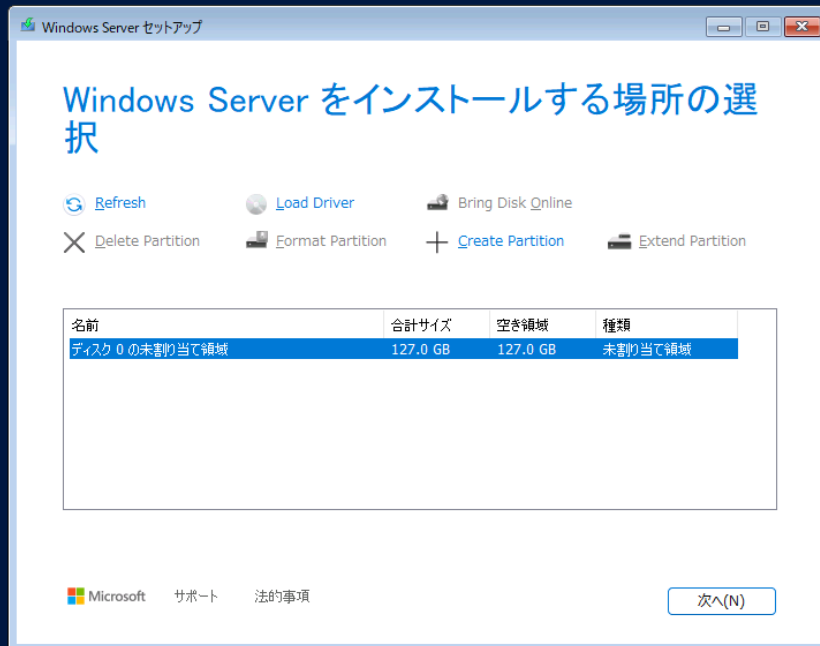 Windows Server セットアップ
Windows Server をインストールする場所の選
択
Refresh Load Driver Bring Disk Online
Delete Partition Format Partition Create Partition Extend Partition
名前 合計サイズ 空き領域 種類
ディスク 0 の未割り当て領域 127.0 GB 127.0 GB 未割り当て領域
Microsoft サポート 法的事項 次へ(N)